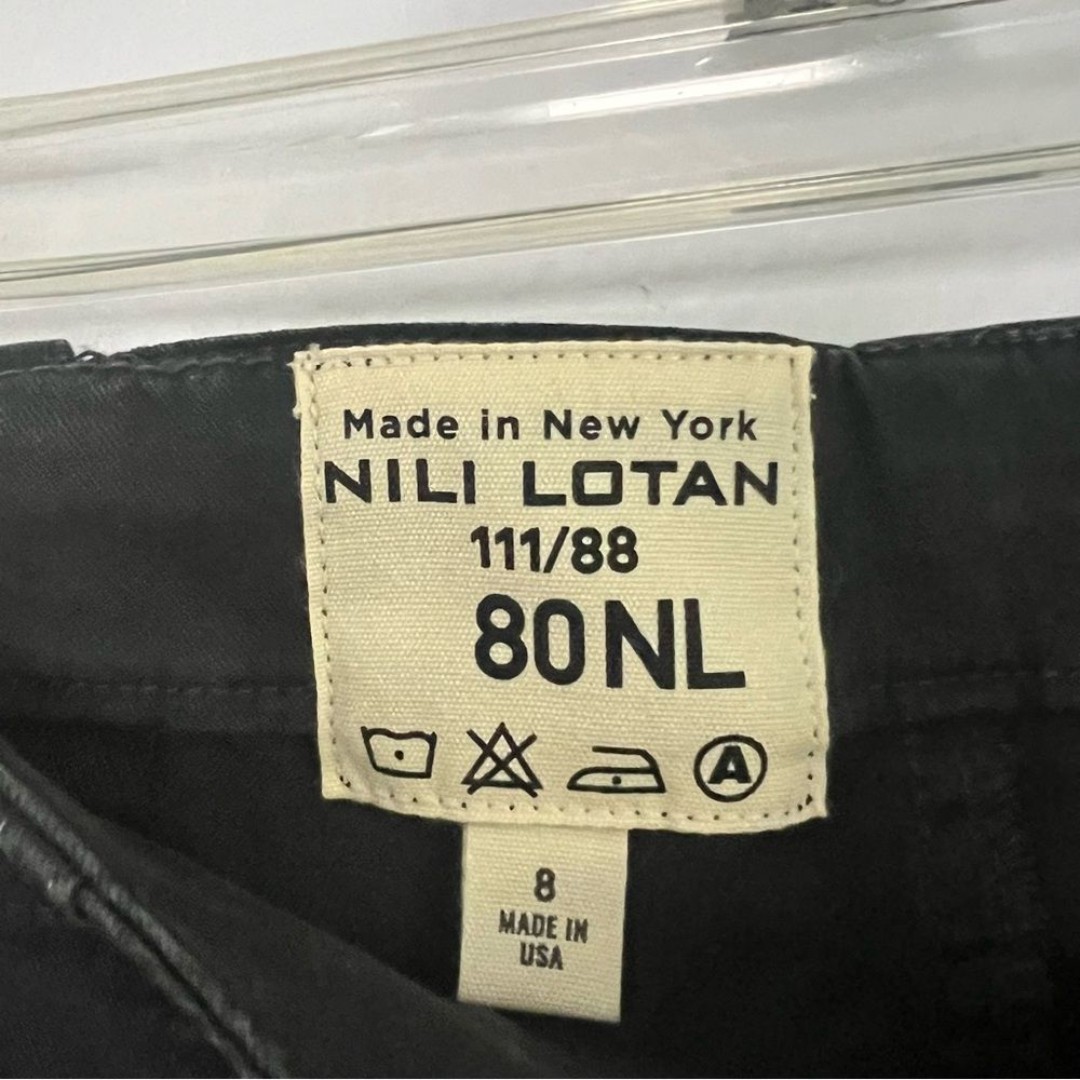 Made in New York
NILI LOTAN
111/88
80NL
A
8
MADE IN
USA